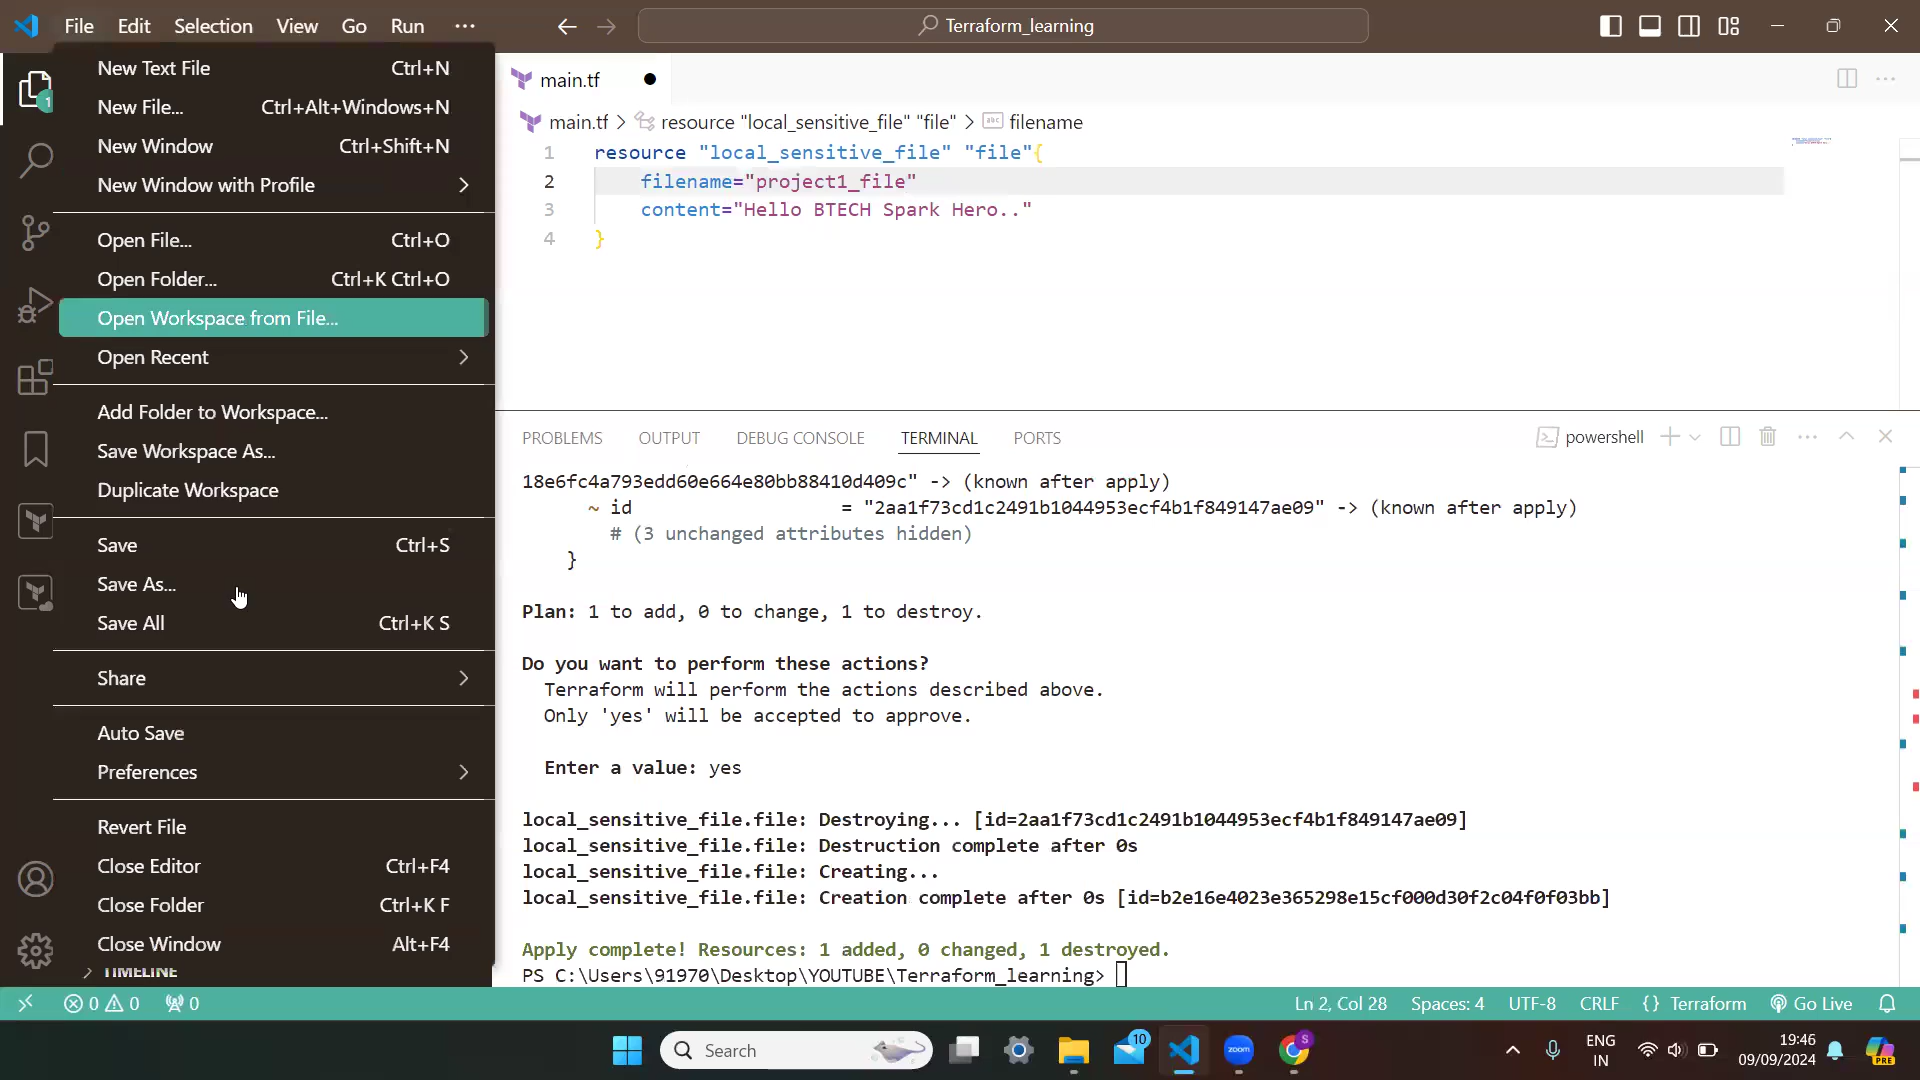 File Edit Selection View Go Run ···
Terraform_learning
New Text File Ctrl+N
New File... Ctrl+Alt+Windows+N
New Window Ctrl+Shift+N
New Window with Profile
Open File... Ctrl+O
Open Folder... Ctrl+K Ctrl+O
Open Workspace from File...
Open Recent
Add Folder to Workspace...
Save Workspace As...
Duplicate Workspace
Save Ctrl+S
Save As...
Save All Ctrl+K S
Share
Auto Save
Preferences
Revert File
Close Editor Ctrl+F4
Close Folder Ctrl+K F
Close Window Alt+F4
TIMELINE
1
main.tf
main.tf > resource "local_sensitive_file" "file" > abc filename
1 resource "local_sensitive_file" "file"{
2 filename="project1_file"
3 content="Hello BTECH Spark Hero.."
4 }
PROBLEMS OUTPUT DEBUG CONSOLE TERMINAL PORTS
powershell
18e6fc4a793edd60e664e80bb88410d409c" -> (known after apply)
~ id = "2aa1f73cd1c2491b1044953ecf4b1f849147ae09" -> (known after apply)
# (3 unchanged attributes hidden)
}
Plan: 1 to add, 0 to change, 1 to destroy.
Do you want to perform these actions?
Terraform will perform the actions described above.
Only 'yes' will be accepted to approve.
Enter a value: yes
local_sensitive_file.file: Destroying... [id=2aa1f73cd1c2491b1044953ecf4b1f849147ae09]
local_sensitive_file.file: Destruction complete after 0s
local_sensitive_file.file: Creating...
local_sensitive_file.file: Creation complete after 0s [id=b2e16e4023e365298e15cf000d30f2c04f0f03bb]
Apply complete! Resources: 1 added, 0 changed, 1 destroyed.
PS C:\Users\91970\Desktop\YOUTUBE\Terraform_learning>
0 0 0
Ln 2, Col 28 Spaces: 4 UTF-8 CRLF {} Terraform Go Live
Search
10
zoom
S
ENG
IN
19:46
09/09/2024
PRE